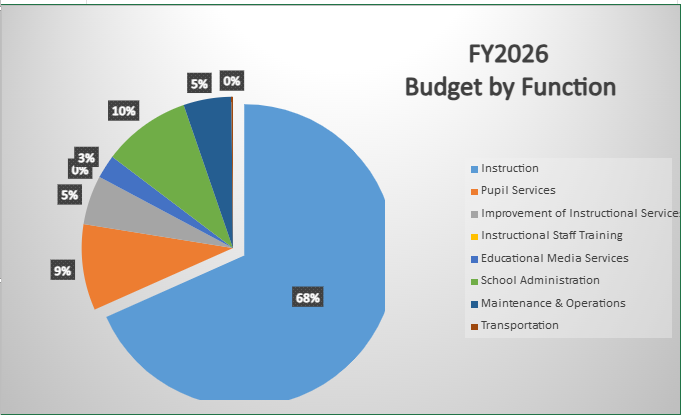 FY2026
Budget by Function
5%
0%
10%
3%
0%
5%
9%
68%
Instruction
Pupil Services
Improvement of Instructional Service
Instructional Staff Training
Educational Media Services
School Administration
Maintenance & Operations
Transportation